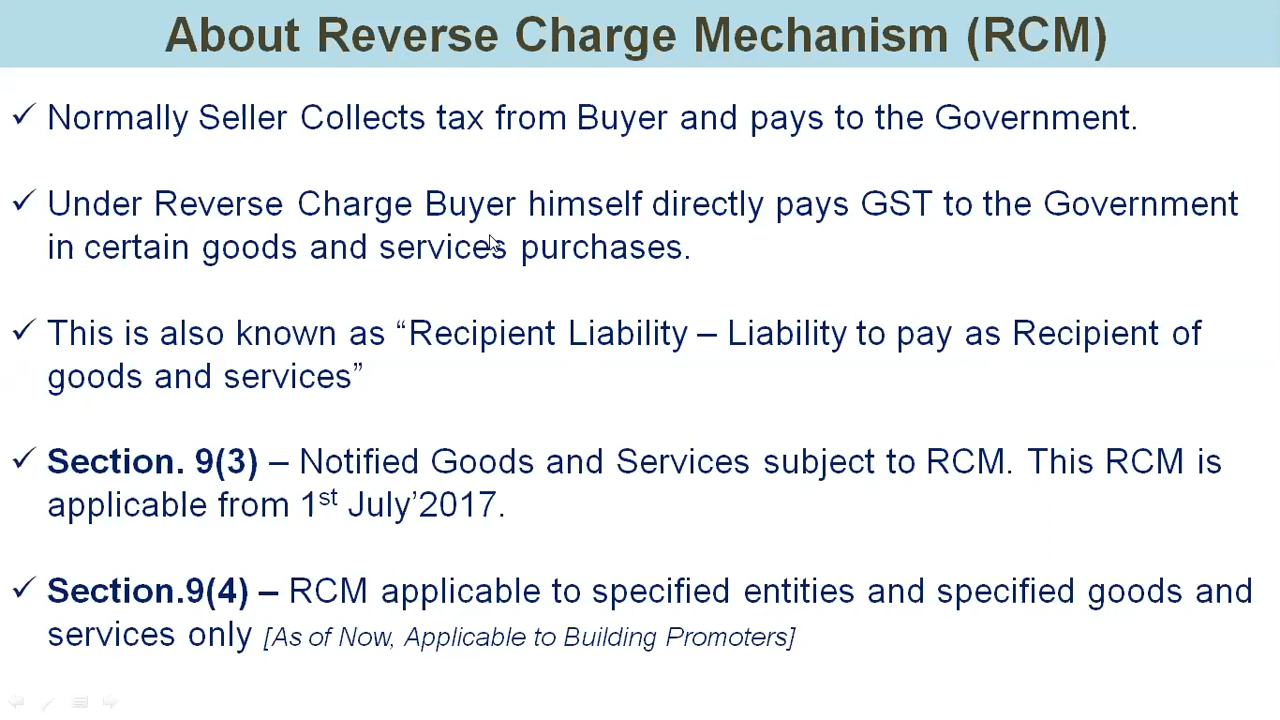 About Reverse Charge Mechanism (RCM)
✓ Normally Seller Collects tax from Buyer and pays to the Government.
✓ Under Reverse Charge Buyer himself directly pays GST to the Government
in certain goods and services purchases.
✓ This is also known as “Recipient Liability – Liability to pay as Recipient of
goods and services”
✓ Section. 9(3) – Notified Goods and Services subject to RCM. This RCM is
applicable from 1st July’2017.
✓ Section.9(4) – RCM applicable to specified entities and specified goods and
services only [As of Now, Applicable to Building Promoters]